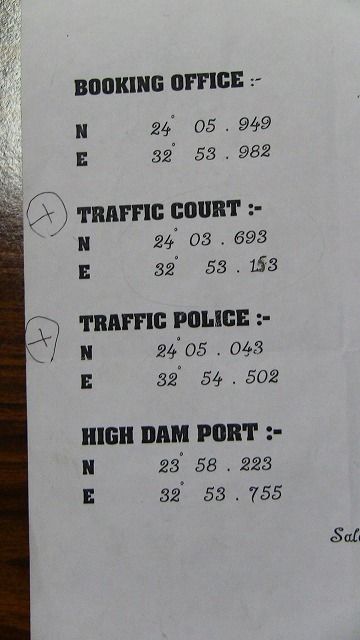 BOOKING OFFICE :-
N 24° 05 . 949
E 32° 53 . 982
TRAFFIC COURT :-
N 24° 03 . 693
E 32° 53 . 153
TRAFFIC POLICE :-
N 24° 05 . 043
E 32° 54 . 502
HIGH DAM PORT :-
N 23° 58 . 223
E 32° 53 . 755